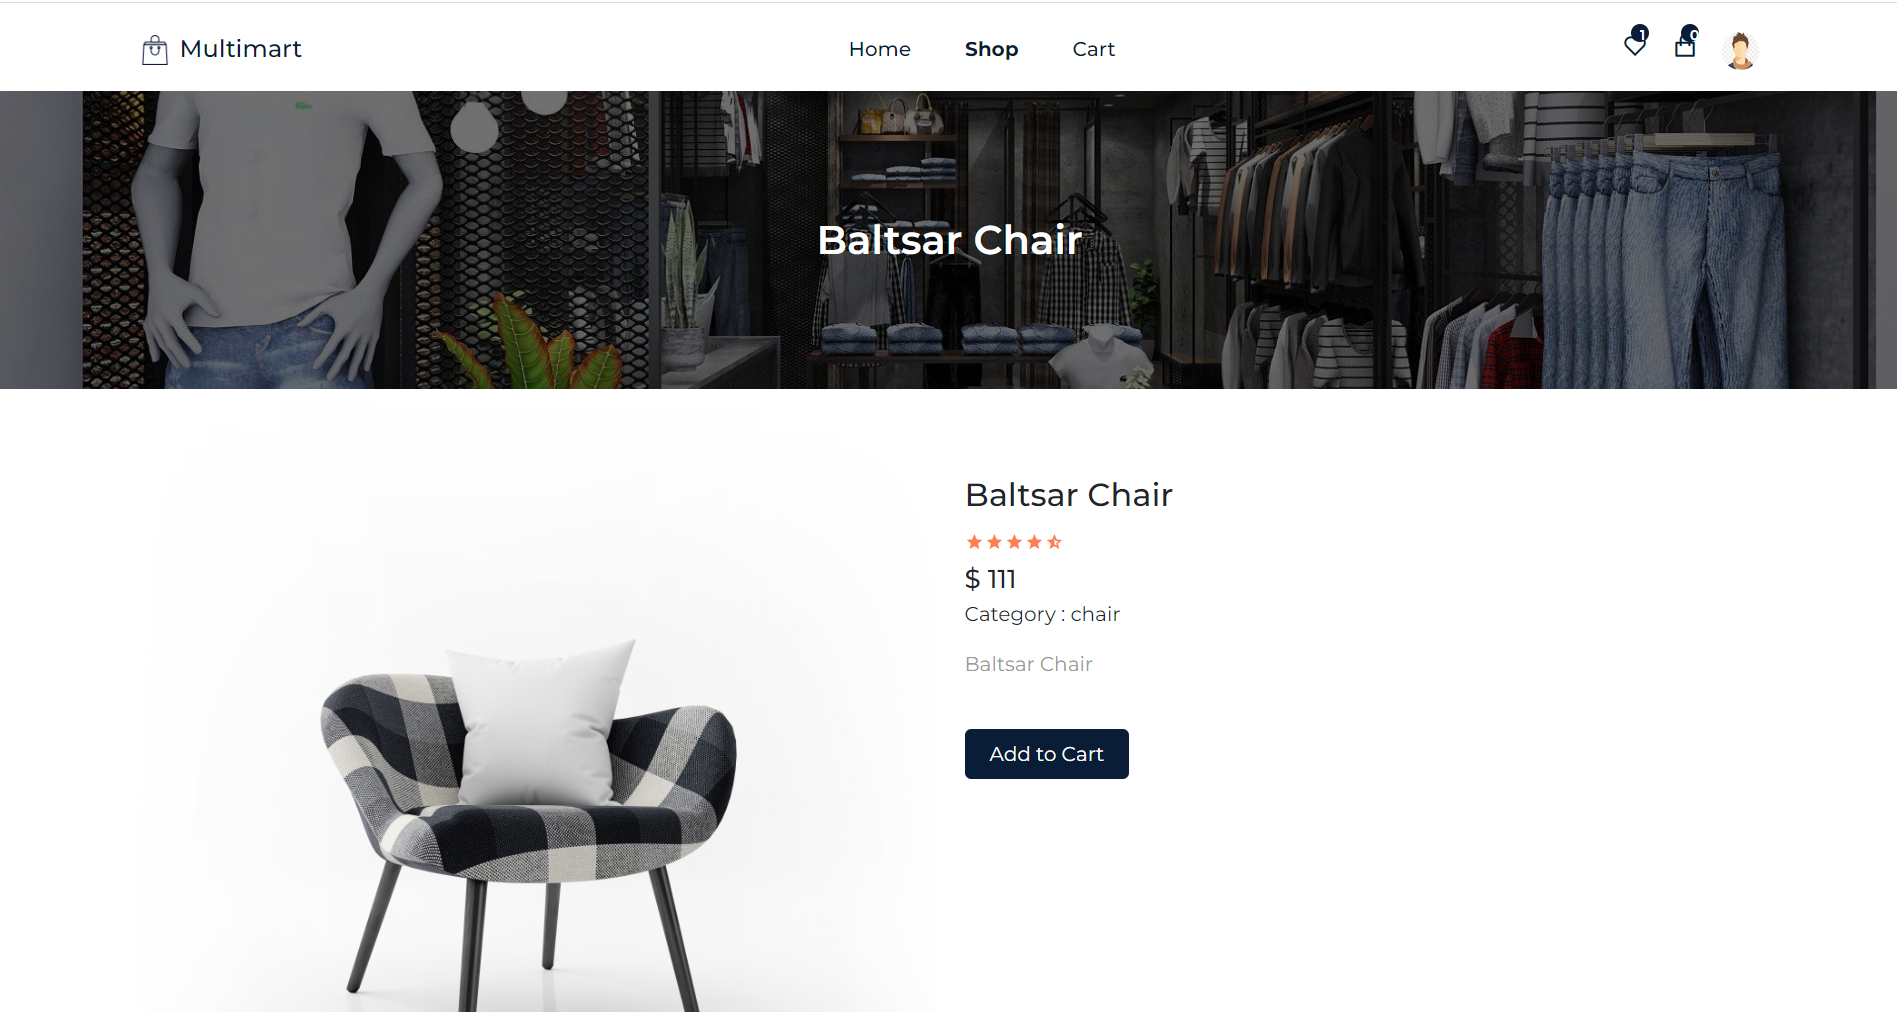 Multimart
Home Shop Cart
1 0
Baltsar Chair
Baltsar Chair
$ 111
Category : chair
Baltsar Chair
Add to Cart